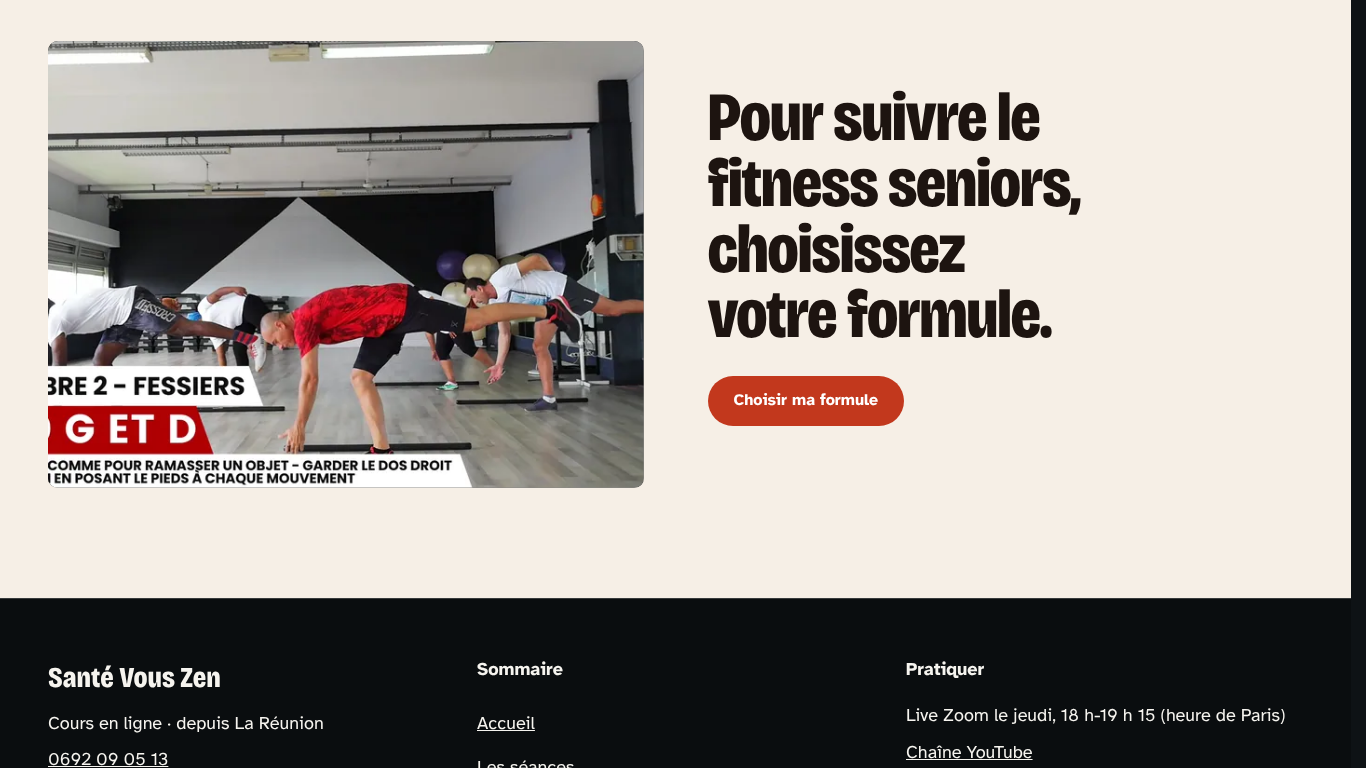 BRE 2 – FESSIERS
G ET D
COMME POUR RAMASSER UN OBJET – GARDER LE DOS DROIT
EN POSANT LE PIEDS À CHAQUE MOUVEMENT
Pour suivre le
fitness seniors,
choisissez
votre formule.
Choisir ma formule
Santé Vous Zen
Cours en ligne · depuis La Réunion
0692 09 05 13
Sommaire
Accueil
Les séances
Pratiquer
Live Zoom le jeudi, 18 h-19 h 15 (heure de Paris)
Chaîne YouTube